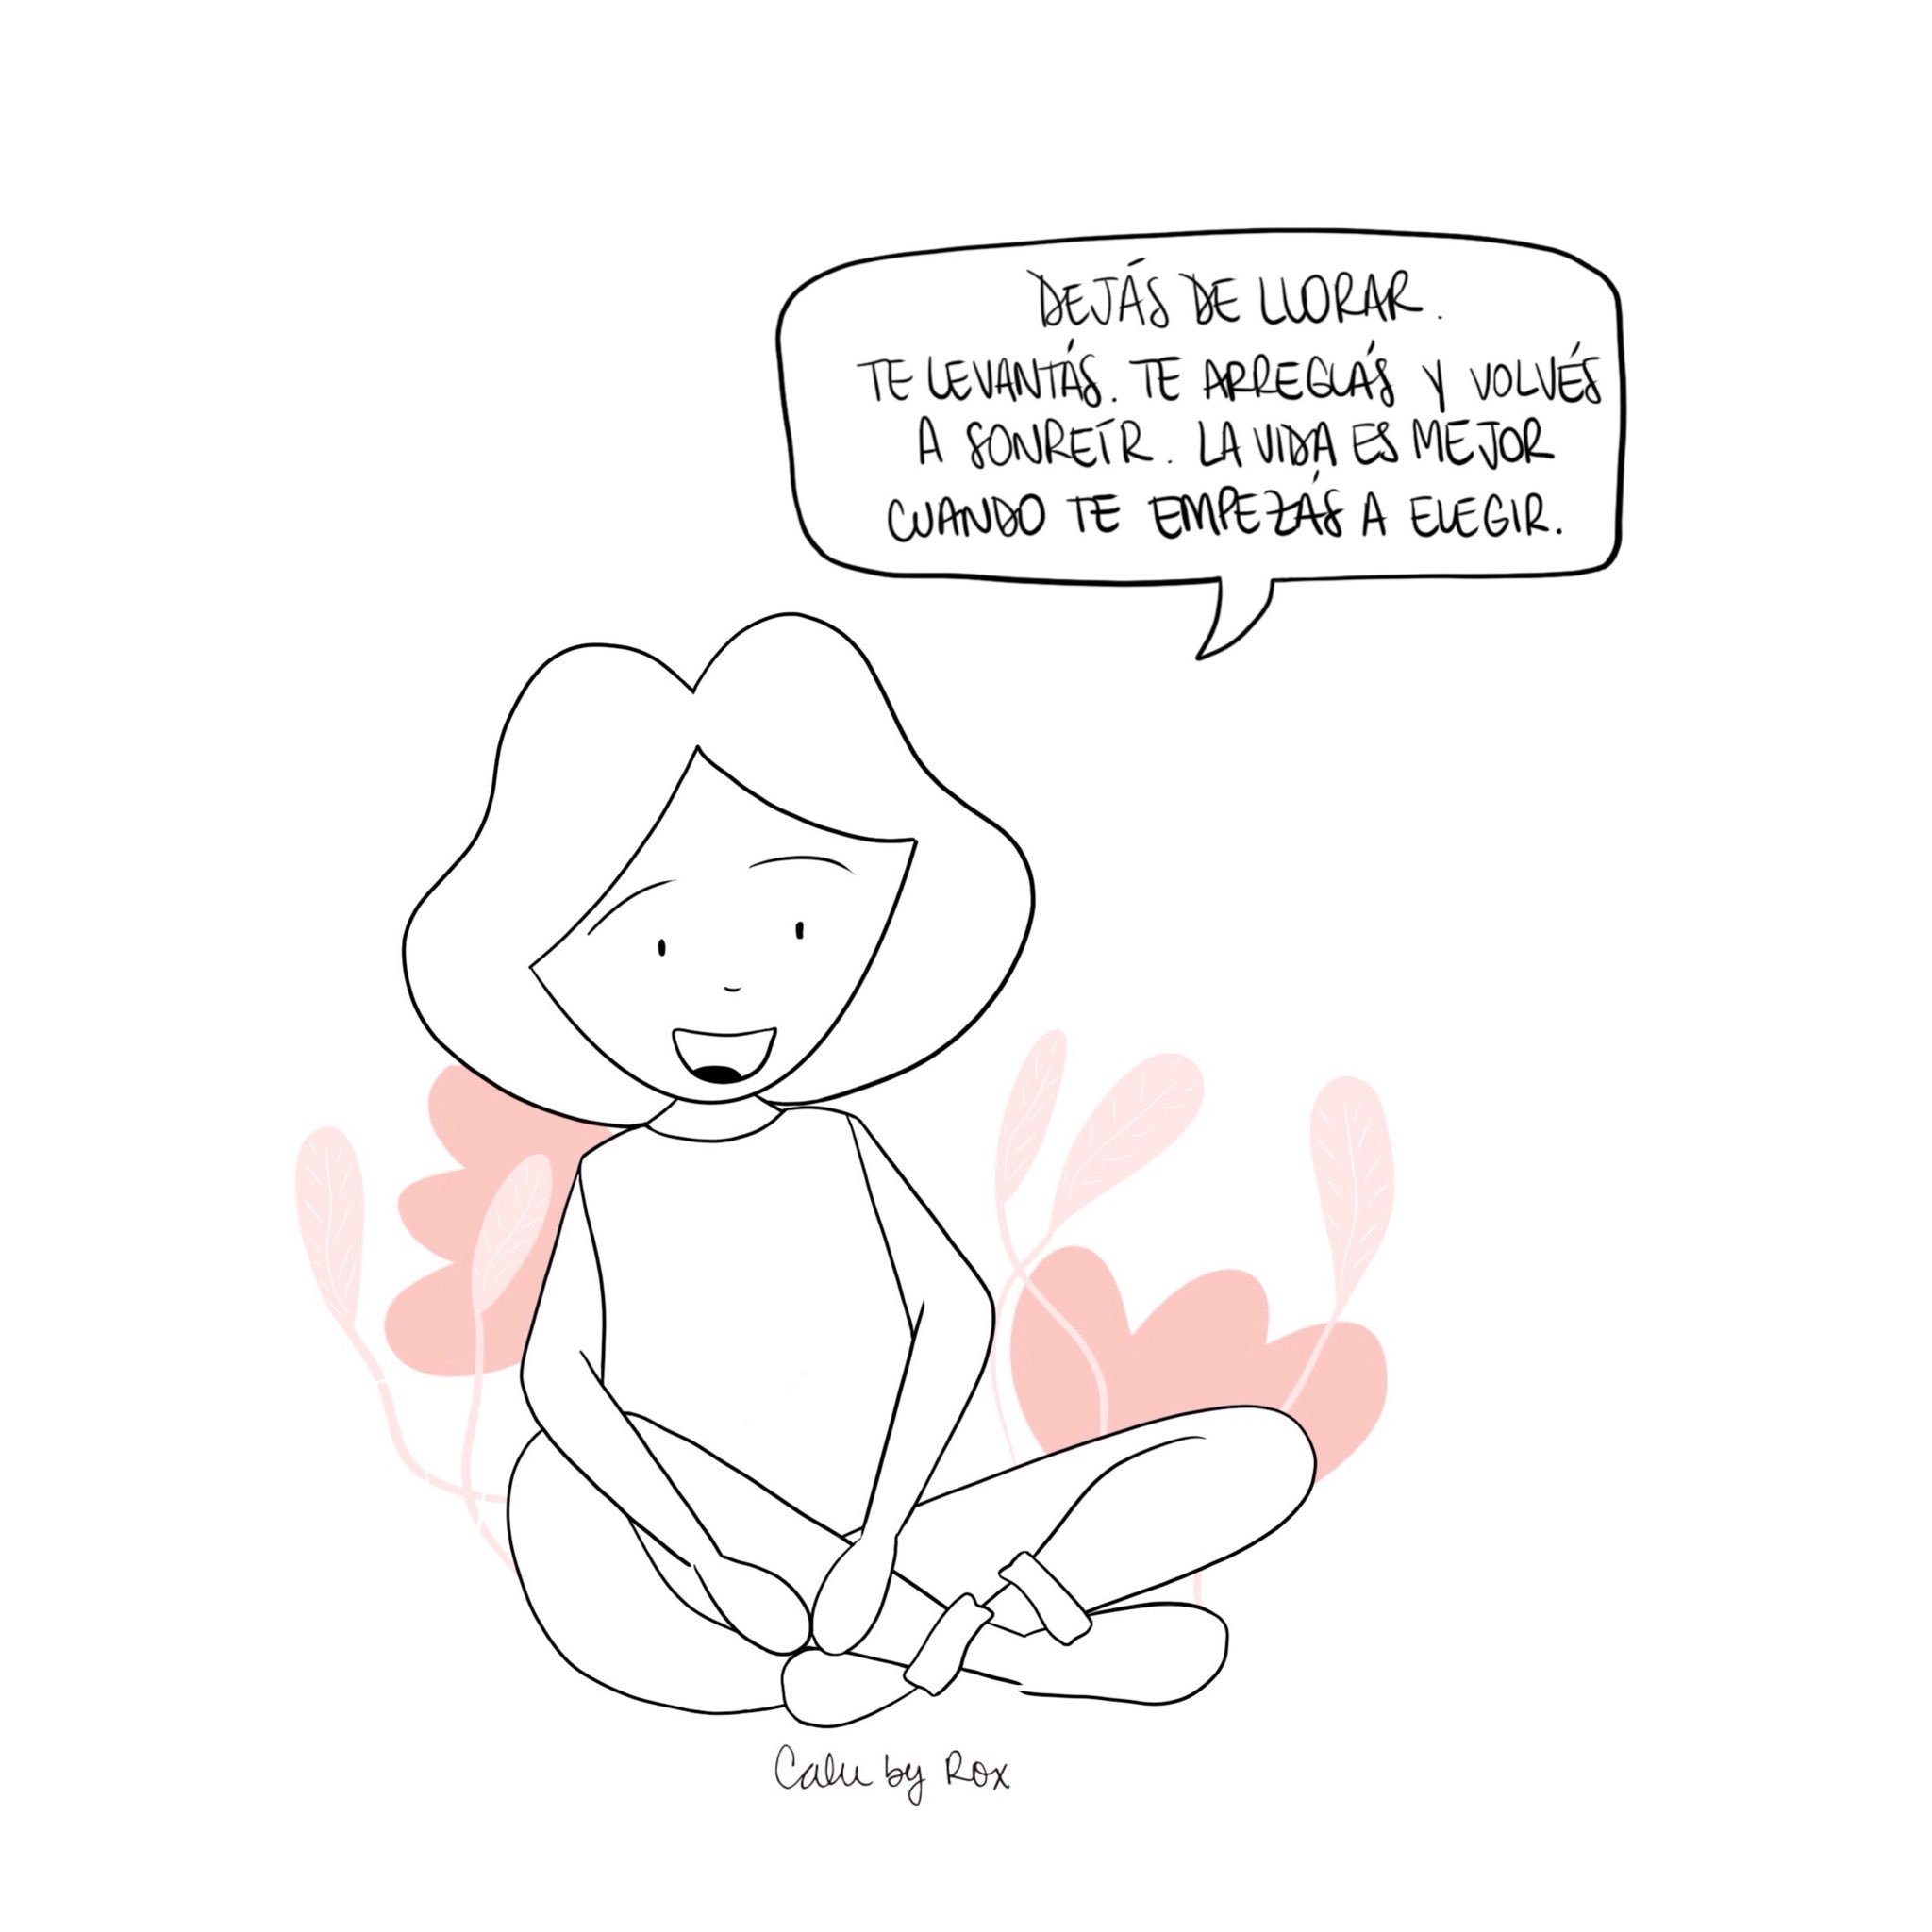 DEJÁS DE LLORAR.
TE LEVANTÁS. TE ARREGLÁS Y VOLVÉS
A SONREÍR. LA VIDA ES MEJOR
CUANDO TE EMPEZÁS A ELEGIR.
Calu by Rox